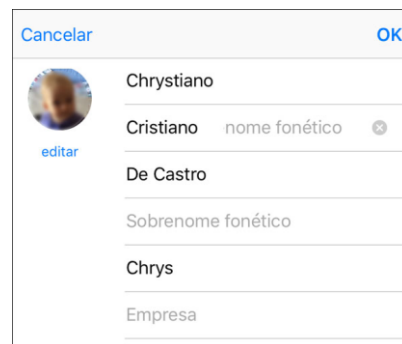 Cancelar OK
Chrystiano
Cristiano nome fonético
editar
De Castro
Sobrenome fonético
Chrys
Empresa